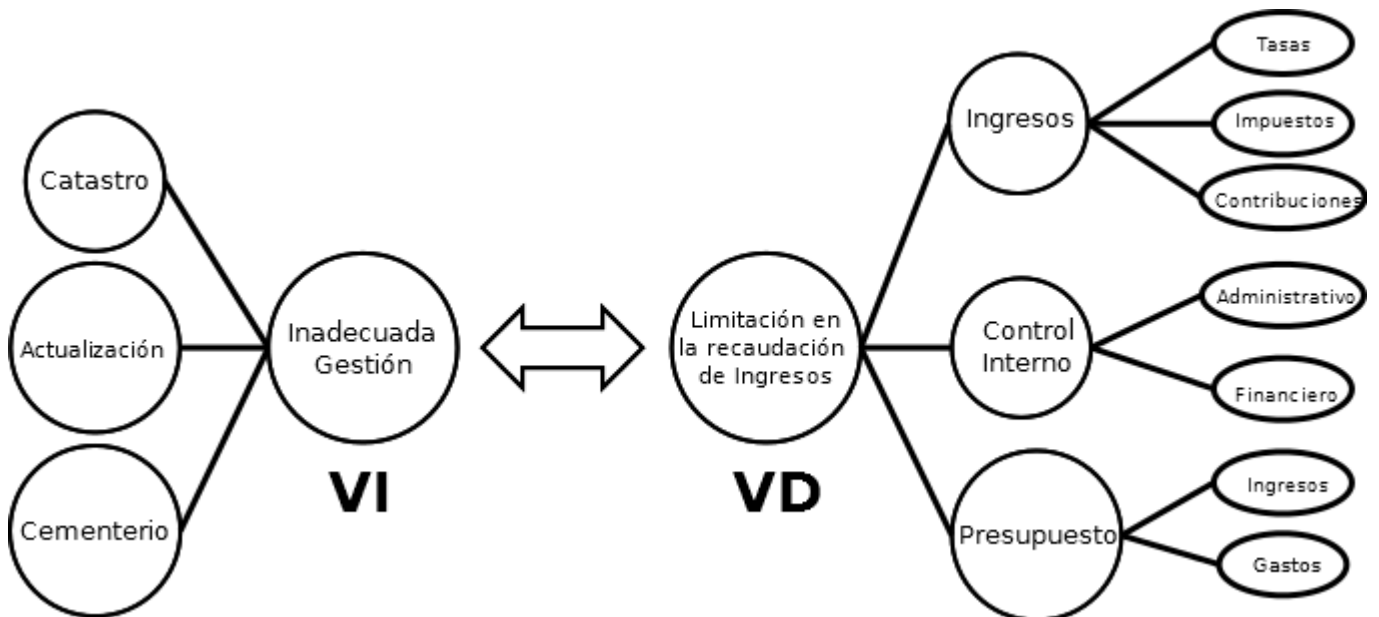 Catastro
Actualización
Cementerio
Inadecuada
Gestión
VI
Limitación en
la recaudación
de Ingresos
VD
Ingresos
Tasas
Impuestos
Contribuciones
Control
Interno
Administrativo
Financiero
Presupuesto
Ingresos
Gastos